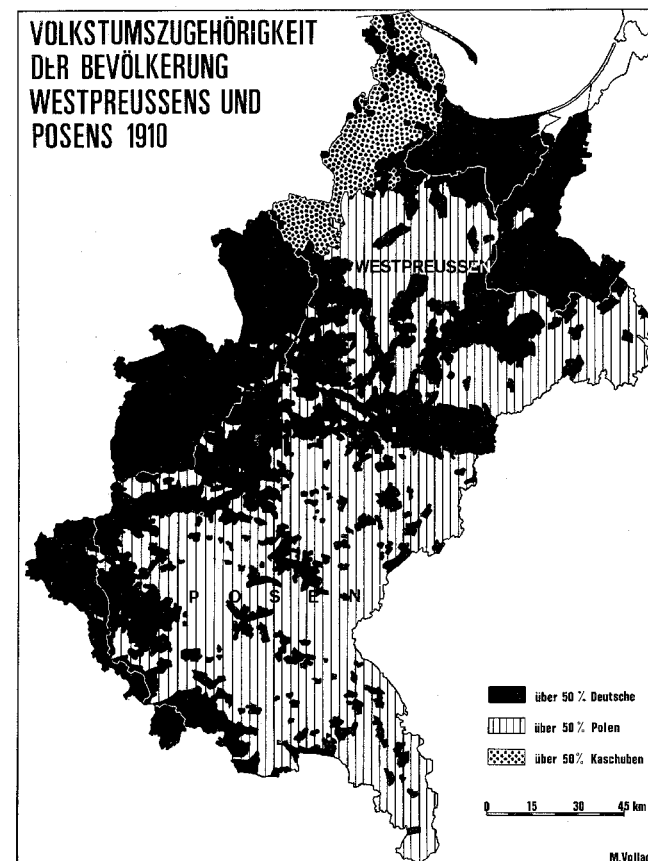 VOLKSTUMSZUGEHÖRIGKEIT
DER BEVÖLKERUNG
WESTPREUSSENS UND
POSENS 1910
WESTPREUSSEN
POSEN
über 50% Deutsche
über 50% Polen
über 50% Kaschuben
0 15 30 45 km